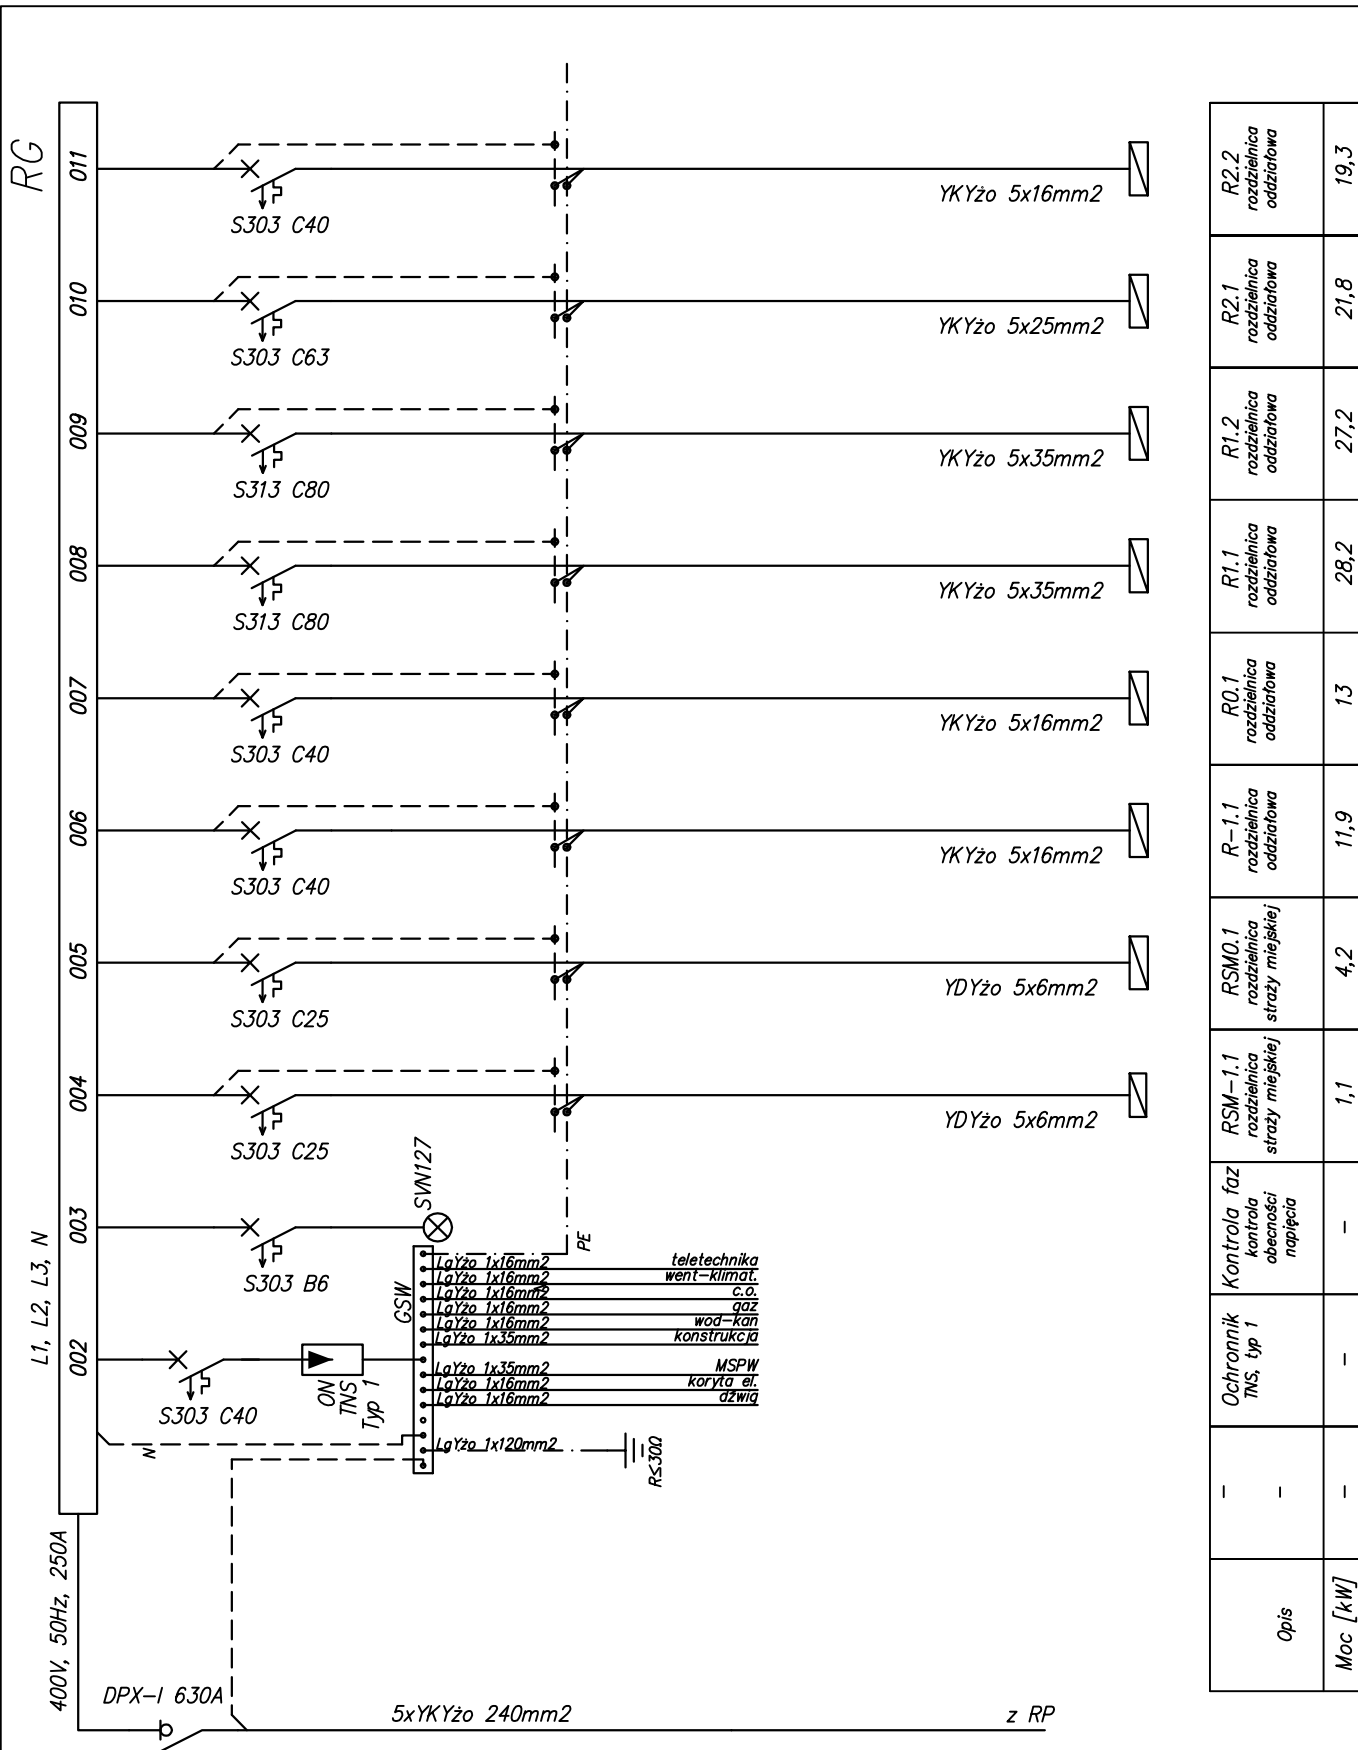 RG
011
S303 C40
YKYżo 5x16mm2
R2.2
rozdzielnica
oddziałowa
19,3
010
S303 C63
YKYżo 5x25mm2
R2.1
rozdzielnica
oddziałowa
21,8
009
S313 C80
YKYżo 5x35mm2
R1.2
rozdzielnica
oddziałowa
27,2
008
S313 C80
YKYżo 5x35mm2
R1.1
rozdzielnica
oddziałowa
28,2
007
S303 C40
YKYżo 5x16mm2
R0.1
rozdzielnica
oddziałowa
13
006
S303 C40
YKYżo 5x16mm2
R-1.1
rozdzielnica
oddziałowa
11,9
005
S303 C25
YDYżo 5x6mm2
RSM0.1
rozdzielnica
straży miejskiej
4,2
004
S303 C25
YDYżo 5x6mm2
RSM-1.1
rozdzielnica
straży miejskiej
1,1
L1, L2, L3, N
003
S303 B6
SVN127
Kontrola faz
kontrola
obecności
napięcia
-
PE
GSW
LgYżo 1x16mm2 teletechnika
LgYżo 1x16mm2 went-klimat.
LgYżo 1x16mm2 c.o.
LgYżo 1x16mm2 gaz
LgYżo 1x16mm2 wod-kan
LgYżo 1x35mm2 konstrukcja
LgYżo 1x35mm2 MSPW
LgYżo 1x16mm2 koryta el.
LgYżo 1x16mm2 dźwig
LgYżo 1x120mm2
R≤30Ω
002
S303 C40
ON
TNS
Typ 1
Ochronnik
TNS, typ 1
-
N
-
-
-
400V, 50Hz, 250A
DPX-I 630A
5xYKYżo 240mm2
z RP
Opis
Moc [kW]